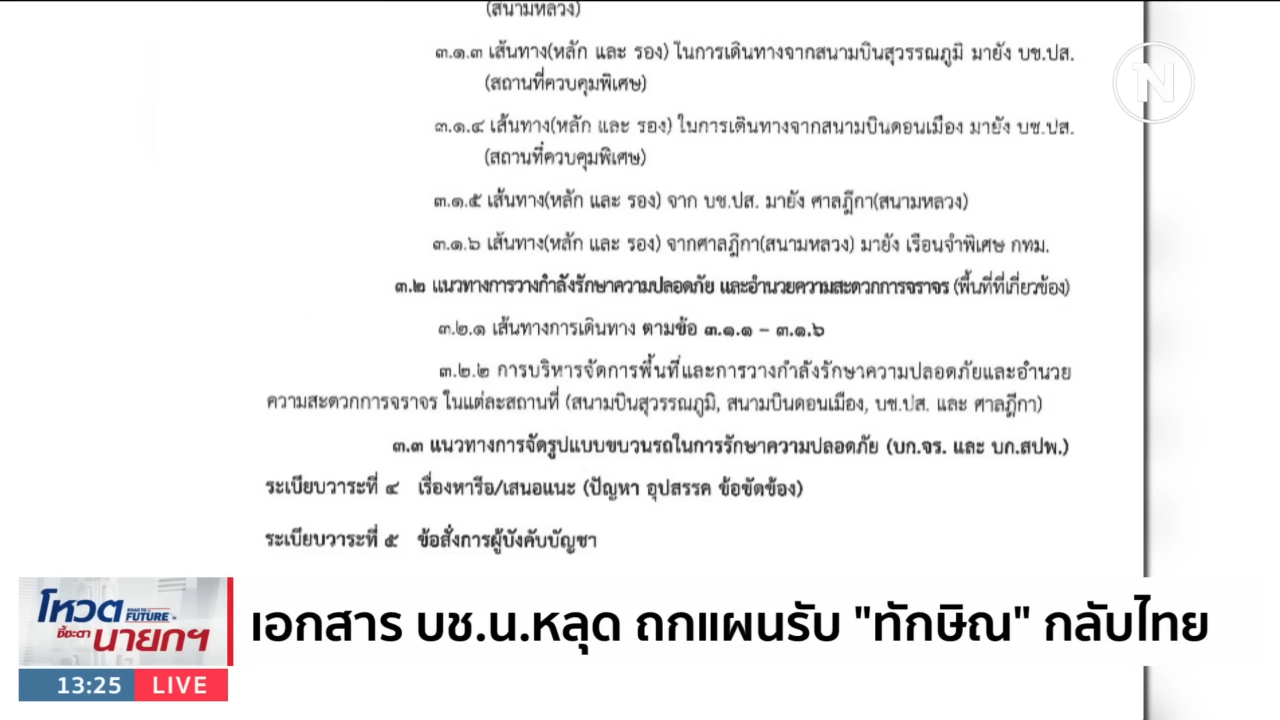 (สนามหลวง)
๓.๑.๓ เส้นทาง(หลัก และ รอง) ในการเดินทางจากสนามบินสุวรรณภูมิ มายัง บช.ปส.
(สถานที่ควบคุมพิเศษ)
๓.๑.๔ เส้นทาง(หลัก และ รอง) ในการเดินทางจากสนามบินดอนเมือง มายัง บช.ปส.
(สถานที่ควบคุมพิเศษ)
๓.๑.๕ เส้นทาง(หลัก และ รอง) จาก บช.ปส. มายัง ศาลฎีกา(สนามหลวง)
๓.๑.๖ เส้นทาง(หลัก และ รอง) จากศาลฎีกา(สนามหลวง) มายัง เรือนจำพิเศษ กทม.
๓.๒ แนวทางการวางกำลังรักษาความปลอดภัย และอำนวยความสะดวกการจราจร (พื้นที่ที่เกี่ยวข้อง)
๓.๒.๑ เส้นทางการเดินทาง ตามข้อ ๓.๑.๑ – ๓.๑.๖
๓.๒.๒ การบริหารจัดการพื้นที่และการวางกำลังรักษาความปลอดภัยและอำนวย
ความสะดวกการจราจร ในแต่ละสถานที่ (สนามบินสุวรรณภูมิ, สนามบินดอนเมือง, บช.ปส. และ ศาลฎีกา)
๓.๓ แนวทางการจัดรูปแบบขบวนรถในการรักษาความปลอดภัย (บก.จร. และ บก.สปพ.)
ระเบียบวาระที่ ๔ เรื่องหารือ/เสนอแนะ (ปัญหา อุปสรรค ข้อขัดข้อง)
ระเบียบวาระที่ ๕ ข้อสั่งการผู้บังคับบัญชา
N
โหวต ROAD TO FUTURE
ชี้ชะตา นายกฯ
เอกสาร บช.น.หลุด ถกแผนรับ "ทักษิณ" กลับไทย
13:25 LIVE